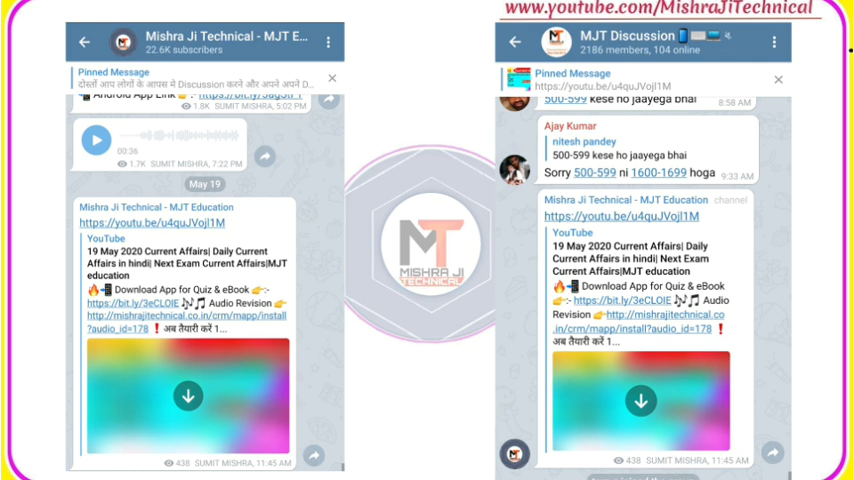 www.youtube.com/MishraJiTechnical
Mishra Ji Technical - MJT E...
22.6K subscribers
Pinned Message
दोस्तों आप लोगों के आपस मे Discussion करने और अपने अपने D...
Android App Link
1.8K SUMIT MISHRA, 5:02 PM
00:36
1.7K SUMIT MISHRA, 7:22 PM
May 19
Mishra Ji Technical - MJT Education
https://youtu.be/u4quJVojl1M
YouTube
19 May 2020 Current Affairs| Daily Current
Affairs in hindi| Next Exam Current Affairs|MJT
education
Download App for Quiz & eBook
:- https://bit.ly/3eCLOIE Audio Revision
http://mishrajitechnical.co.in/crm/mapp/install
?audio_id=178 ❗ अब तैयारी करें 1...
438 SUMIT MISHRA, 11:45 AM
MT
MISHRA JI
TECHNICAL
MJT Discussion
2186 members, 104 online
Pinned Message
https://youtu.be/u4quJVojl1M
500-599 kese ho jaayega bhai
8:58 AM
Ajay Kumar
nitesh pandey
500-599 kese ho jaayega bhai
Sorry 500-599 ni 1600-1699 hoga
9:33 AM
Mishra Ji Technical - MJT Education channel
https://youtu.be/u4quJVojl1M
YouTube
19 May 2020 Current Affairs| Daily
Current Affairs in hindi| Next Exam
Current Affairs|MJT education
Download App for Quiz & eBook
:- https://bit.ly/3eCLOIE Audio
Revision http://mishrajitechnical.co
.in/crm/mapp/install?audio_id=178 ❗
अब तैयारी करें 1...
438 SUMIT MISHRA, 11:45 AM